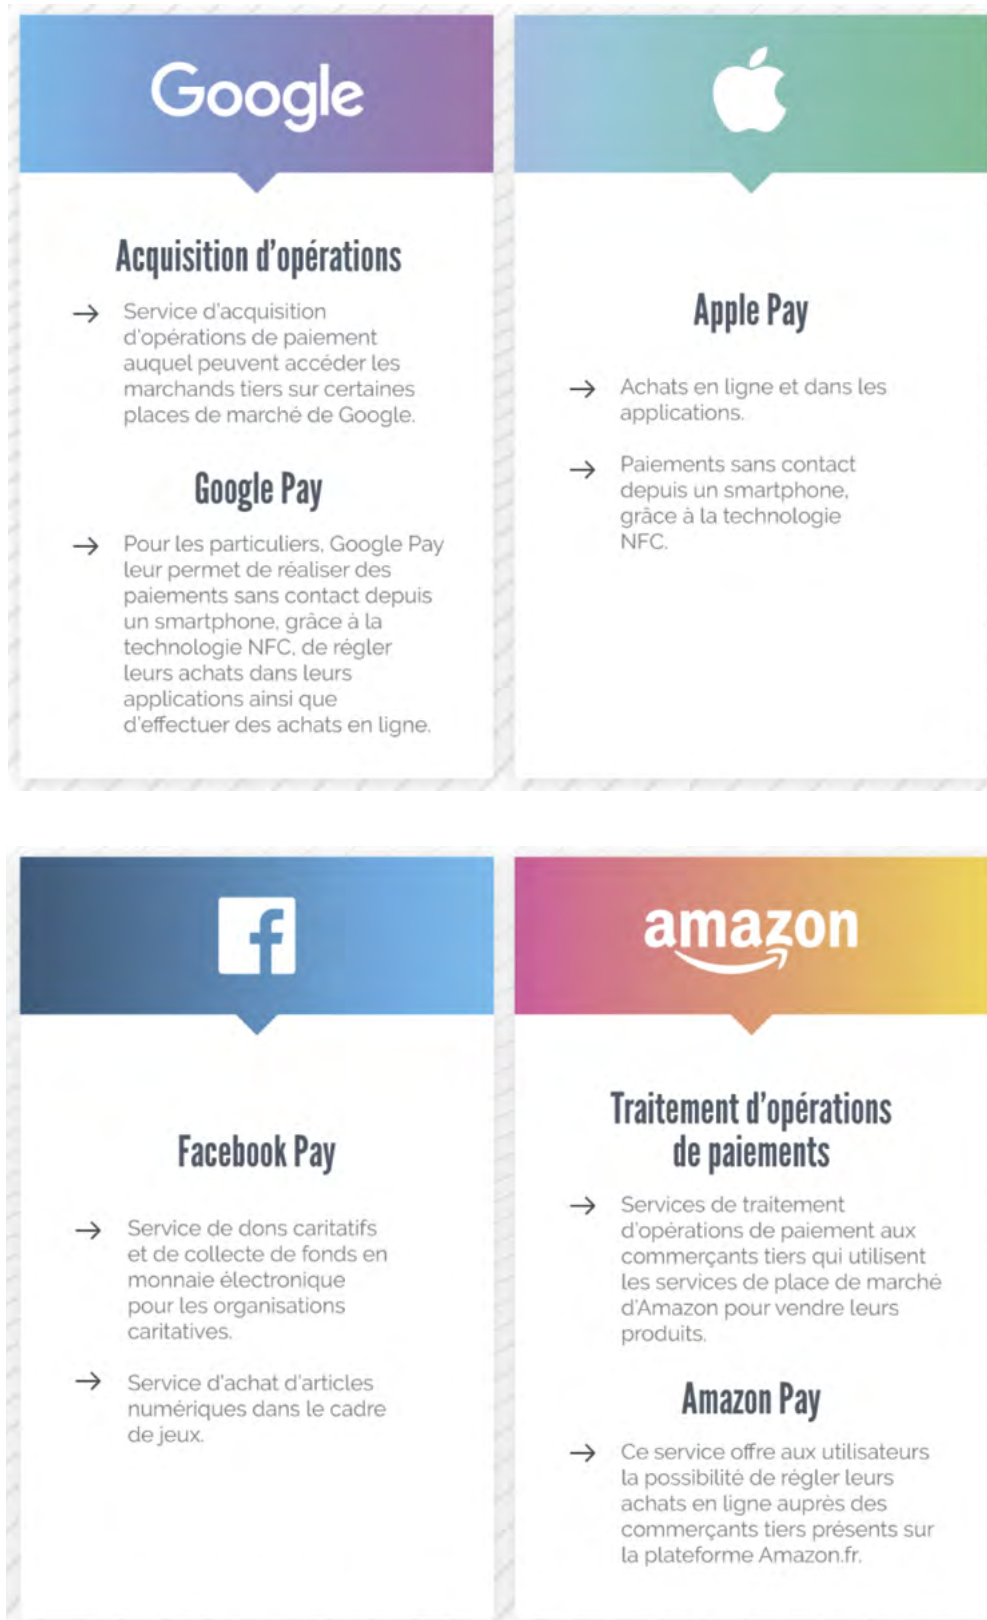 Google
Acquisition d'opérations
→ Service d'acquisition
d'opérations de paiement
auquel peuvent accéder les
marchands tiers sur certaines
places de marché de Google.
Google Pay
→ Pour les particuliers, Google Pay
leur permet de réaliser des
paiements sans contact depuis
un smartphone, grâce à la
technologie NFC, de régler
leurs achats dans leurs
applications ainsi que
d'effectuer des achats en ligne.
Apple Pay
→ Achats en ligne et dans les
applications.
→ Paiements sans contact
depuis un smartphone,
grâce à la technologie
NFC.
f
Facebook Pay
→ Service de dons caritatifs
et de collecte de fonds en
monnaie électronique
pour les organisations
caritatives.
→ Service d'achat d'articles
numériques dans le cadre
de jeux.
amazon
Traitement d'opérations
de paiements
→ Services de traitement
d'opérations de paiement aux
commerçants tiers qui utilisent
les services de place de marché
d'Amazon pour vendre leurs
produits.
Amazon Pay
→ Ce service offre aux utilisateurs
la possibilité de régler leurs
achats en ligne auprès des
commerçants tiers présents sur
la plateforme Amazon.fr.